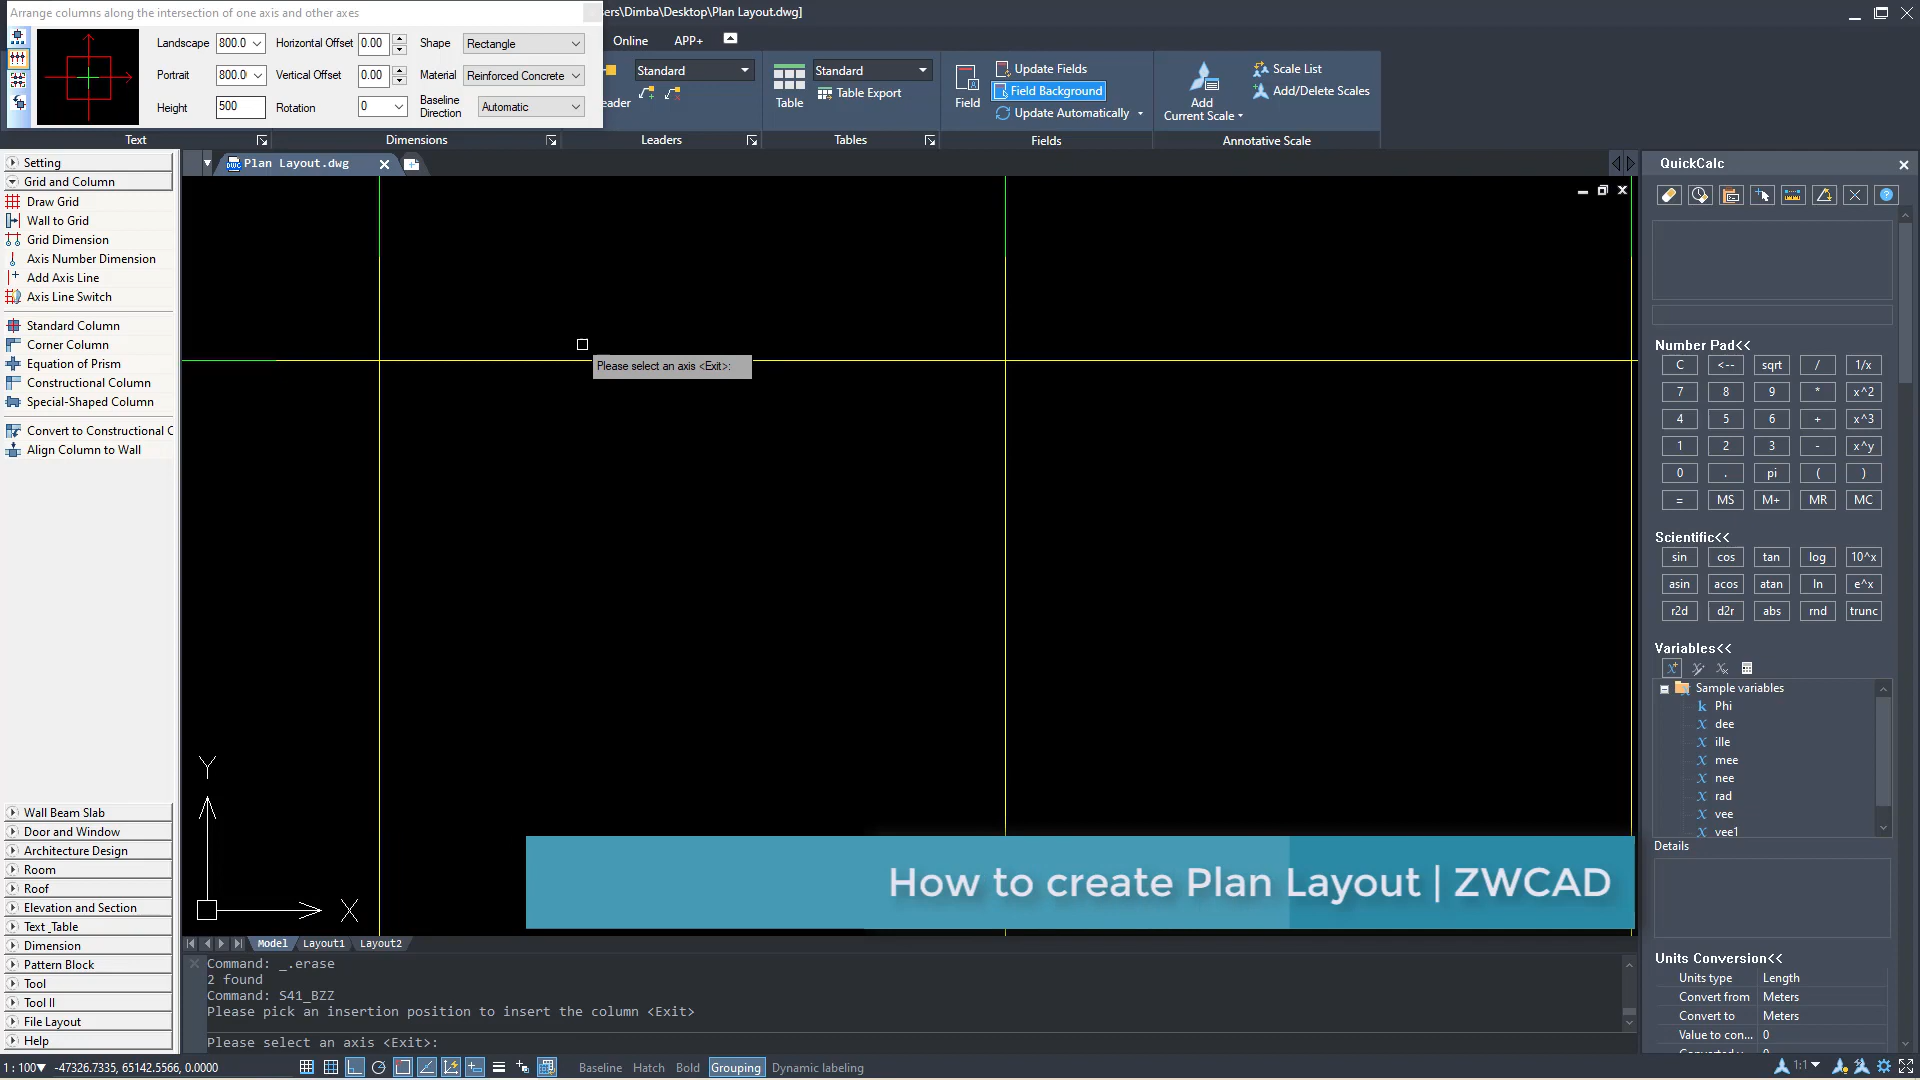 Arrange columns along the intersection of one axis and other axes
ers\Dimba\Desktop\Plan Layout.dwg]
Landscape 800.0 Horizontal Offset 0.00 Shape Rectangle
Portrait 800.0 Vertical Offset 0.00 Material Reinforced Concrete
Height 500 Rotation 0 Baseline Direction Automatic
Online APP+
Standard
eader
Table
Standard
Table Export
Field
Update Fields
Field Background
Update Automatically
Add
Current Scale
Scale List
Add/Delete Scales
Text Dimensions Leaders Tables Fields Annotative Scale
Plan Layout.dwg
Setting
Grid and Column
Draw Grid
Wall to Grid
Grid Dimension
Axis Number Dimension
Add Axis Line
Axis Line Switch
Standard Column
Corner Column
Equation of Prism
Constructional Column
Special-Shaped Column
Convert to Constructional C
Align Column to Wall
Wall Beam Slab
Door and Window
Architecture Design
Room
Roof
Elevation and Section
Text_Table
Dimension
Pattern Block
Tool
Tool II
File Layout
Help
Please select an axis <Exit>:
Y
X
How to create Plan Layout | ZWCAD
Model Layout1 Layout2
Command: _.erase
2 found
Command: S41_BZZ
Please pick an insertion position to insert the column <Exit>
Please select an axis <Exit>:
1 : 100 -47326.7335, 65142.5566, 0.0000
Baseline Hatch Bold Grouping Dynamic labeling
1:1
QuickCalc
Number Pad<<
C <-- sqrt / 1/x
7 8 9 * x^2
4 5 6 + x^3
1 2 3 - x^y
0 . pi ( )
= MS M+ MR MC
Scientific<<
sin cos tan log 10^x
asin acos atan ln e^x
r2d d2r abs rnd trunc
Variables<<
Sample variables
k Phi
x dee
x ille
x mee
x nee
x rad
x vee
x vee1
Details
Units Conversion<<
Units type Length
Convert from Meters
Convert to Meters
Value to con... 0